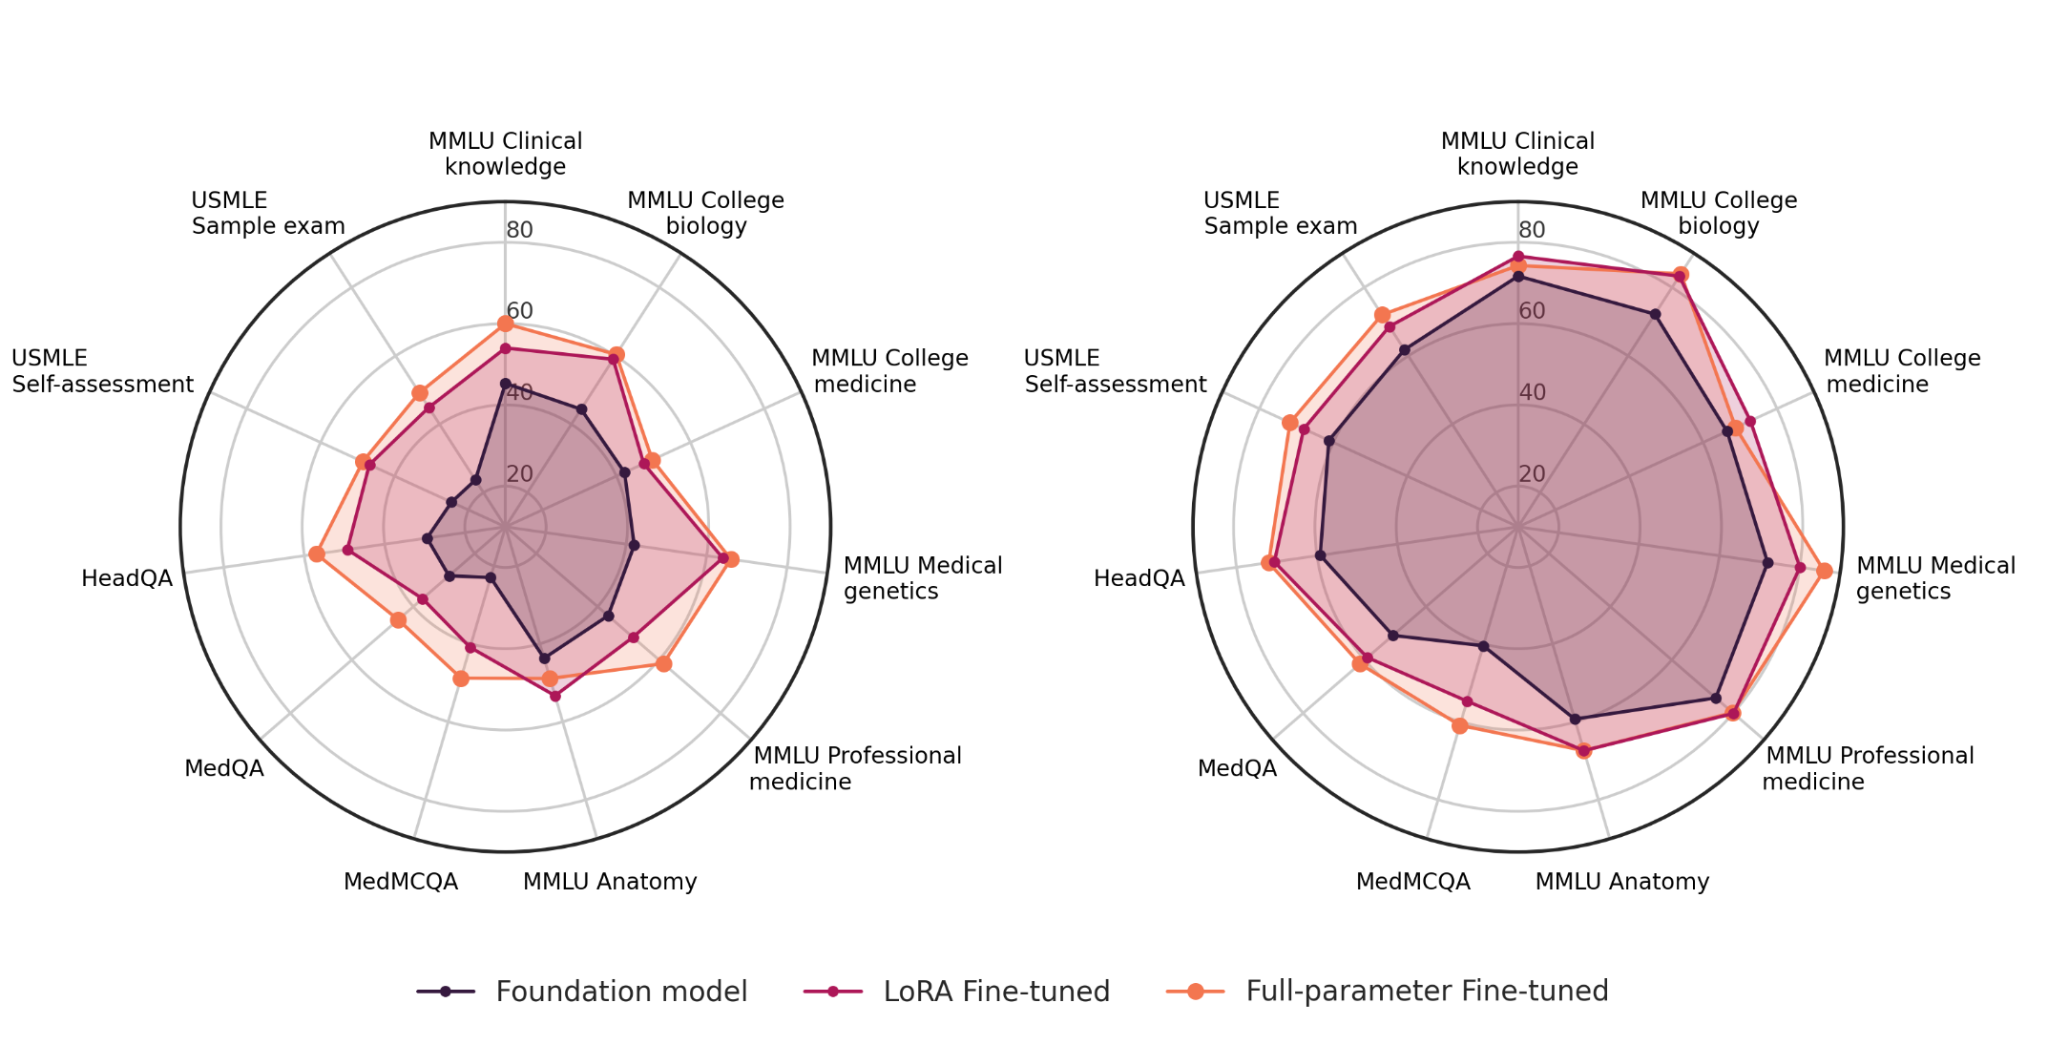 MMLU Clinical
knowledge
MMLU College
biology
MMLU College
medicine
MMLU Medical
genetics
MMLU Professional
medicine
MMLU Anatomy
MedMCQA
MedQA
HeadQA
USMLE
Self-assessment
USMLE
Sample exam
80
60
40
20
MMLU Clinical
knowledge
MMLU College
biology
MMLU College
medicine
MMLU Medical
genetics
MMLU Professional
medicine
MMLU Anatomy
MedMCQA
MedQA
HeadQA
USMLE
Self-assessment
USMLE
Sample exam
80
60
40
20
Foundation model
LoRA Fine-tuned
Full-parameter Fine-tuned